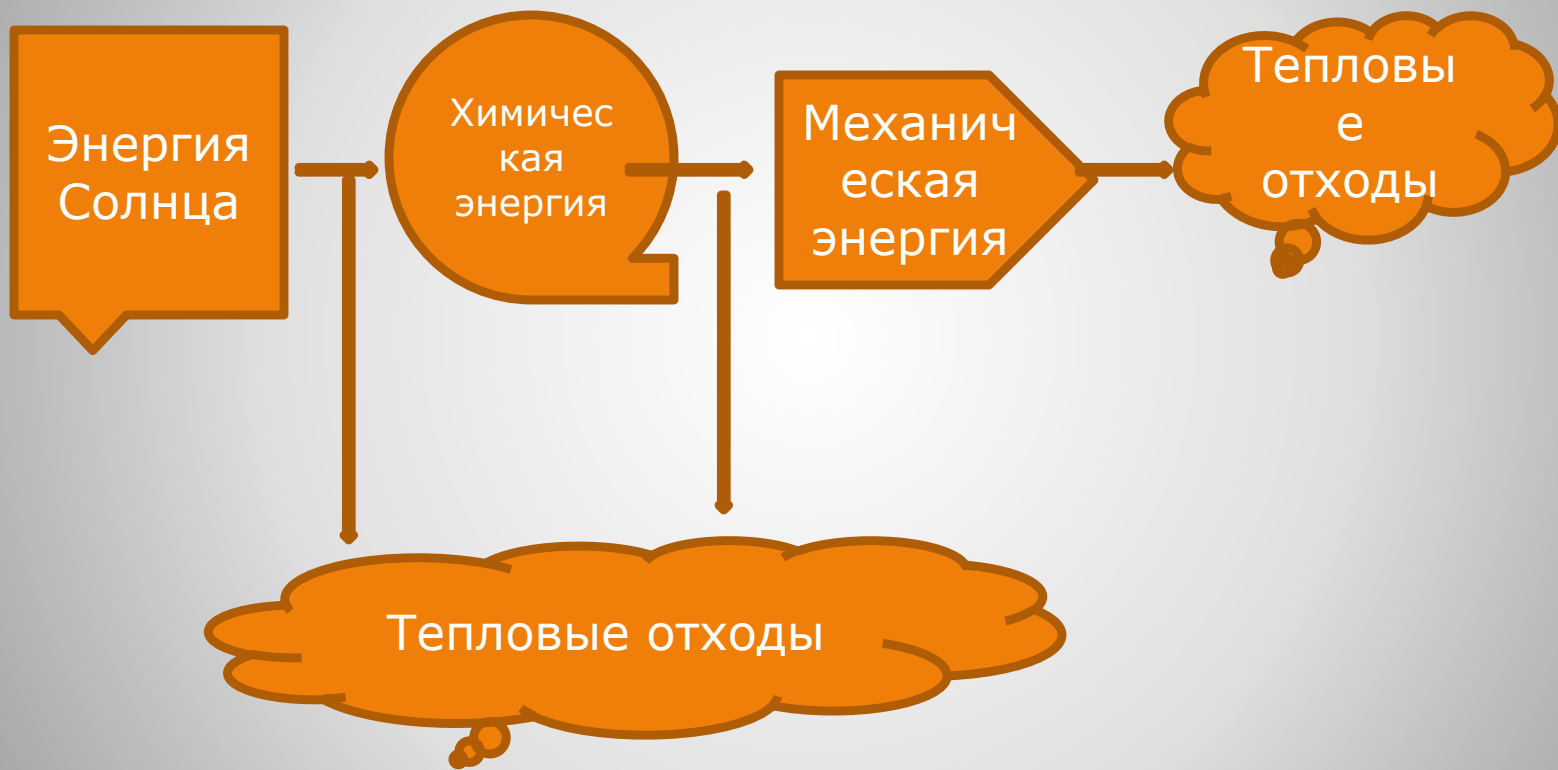 Энергия
Солнца
Химичес
кая
энергия
Механич
еская
энергия
Тепловы
е
отходы
Тепловые отходы